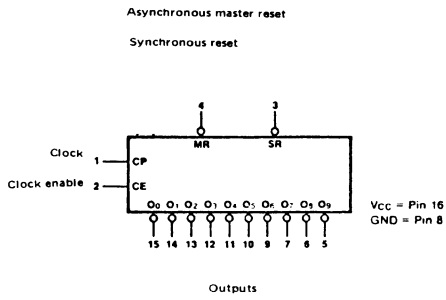 Asynchronous master reset
Synchronous reset
4 3
MR SR
Clock 1 CP
Clock enable 2 CE
O0 O1 O2 O3 O4 O5 O6 O7 O8 O9
VCC = Pin 16
GND = Pin 8
15 14 13 12 11 10 9 7 6 5
Outputs